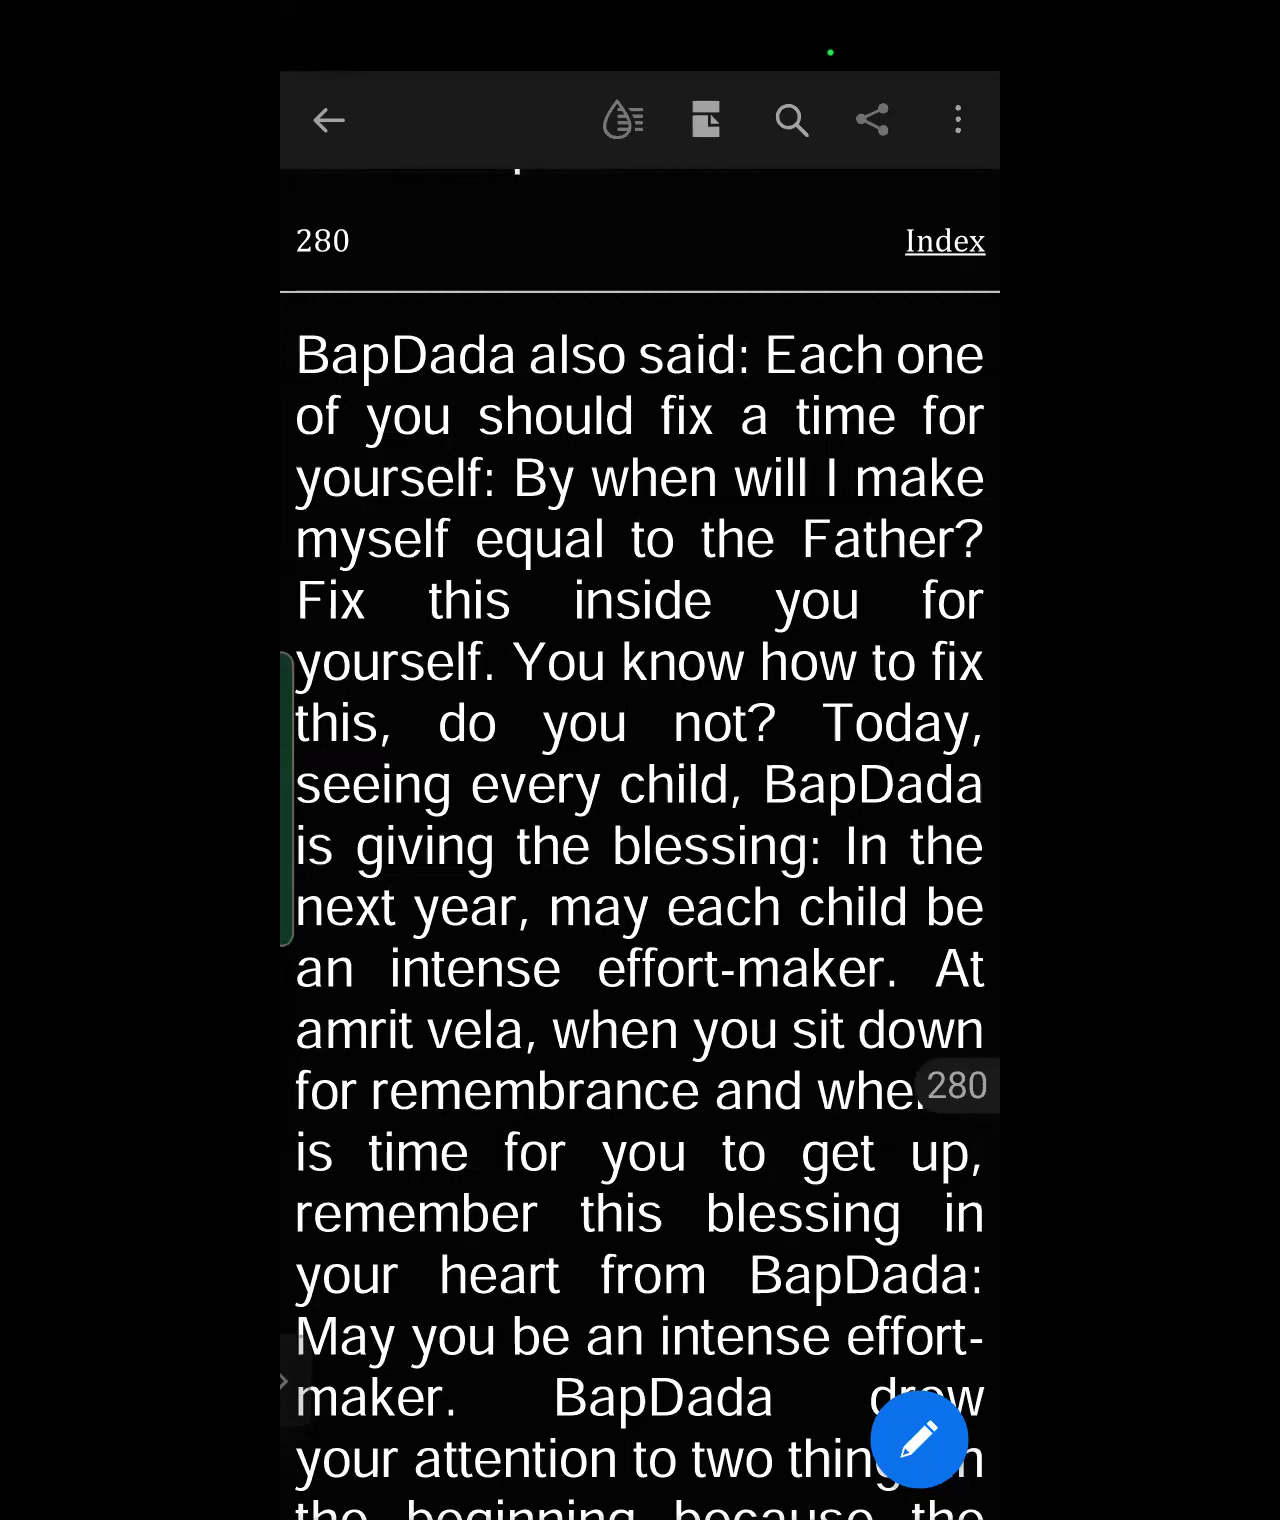 280 Index
BapDada also said: Each one
of you should fix a time for
yourself: By when will I make
myself equal to the Father?
Fix this inside you for
yourself. You know how to fix
this, do you not? Today,
seeing every child, BapDada
is giving the blessing: In the
next year, may each child be
an intense effort-maker. At
amrit vela, when you sit down
for remembrance and 280
is time for you to get up,
remember this blessing in
your heart from BapDada:
May you be an intense effort-
maker. BapDada drew
your attention to two
the beginning because the